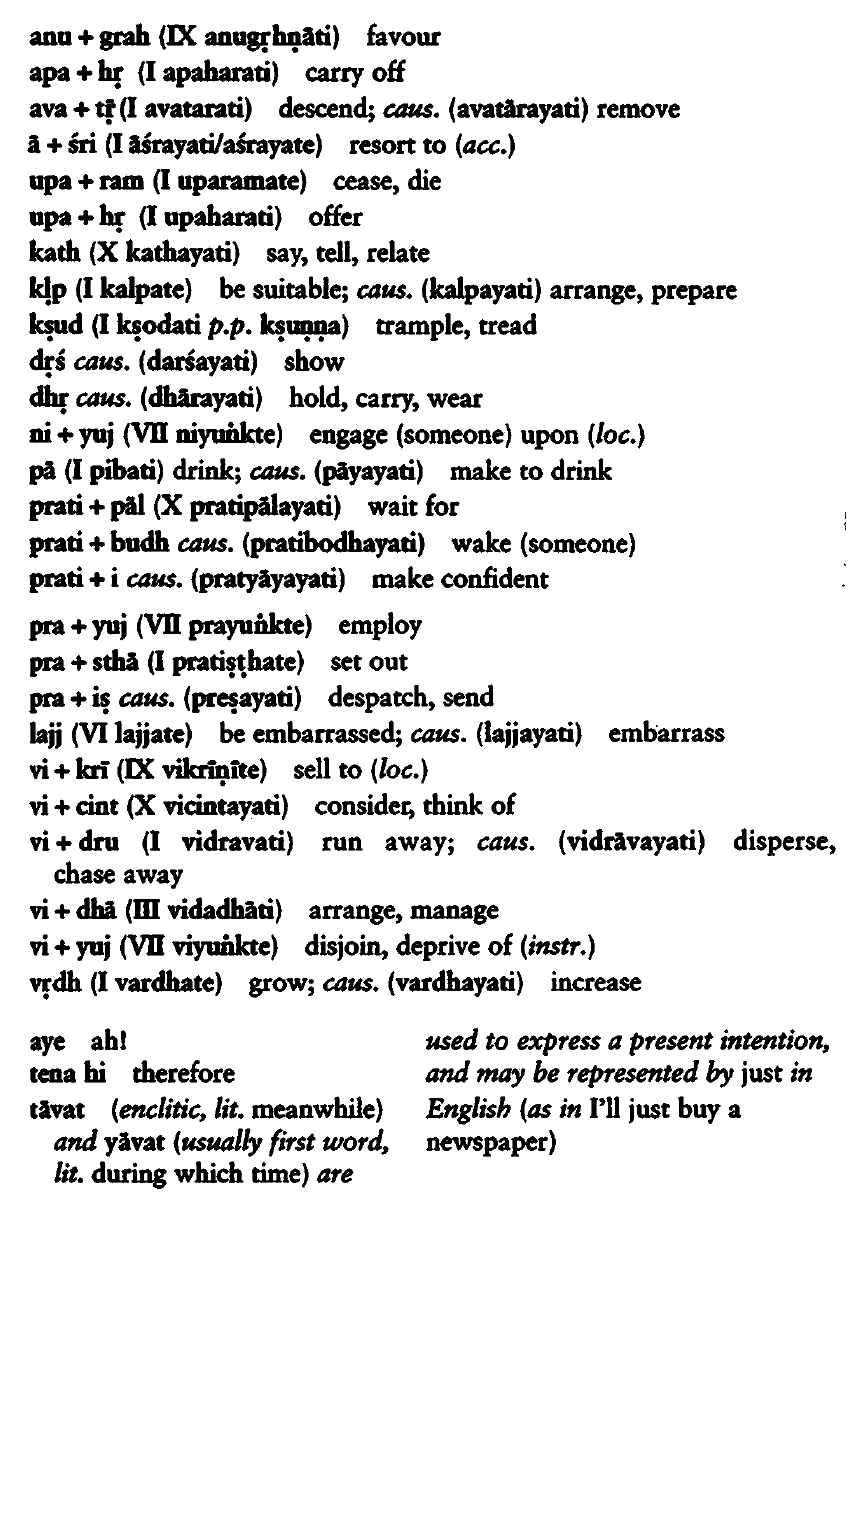 anu + grah (IX anugṛhṇāti) favour
apa + hṛ (I apaharati) carry off
ava + tṝ (I avatarati) descend; caus. (avatārayati) remove
ā + śri (I āśrayati/aśrayate) resort to (acc.)
upa + ram (I uparamate) cease, die
upa + hṛ (I upaharati) offer
kath (X kathayati) say, tell, relate
kḷp (I kalpate) be suitable; caus. (kalpayati) arrange, prepare
kṣud (I kṣodati p.p. kṣuṇṇa) trample, tread
dṛś caus. (darśayati) show
dhṛ caus. (dhārayati) hold, carry, wear
ni + yuj (VII niyuṅkte) engage (someone) upon (loc.)
pā (I pibati) drink; caus. (pāyayati) make to drink
prati + pāl (X pratipālayati) wait for
prati + budh caus. (pratibodhayati) wake (someone)
prati + i caus. (pratyāyayati) make confident
pra + yuj (VII prayuṅkte) employ
pra + sthā (I pratiṣṭhate) set out
pra + iṣ caus. (preṣayati) despatch, send
lajj (VI lajjate) be embarrassed; caus. (lajjayati) embarrass
vi + krī (IX vikrīṇīte) sell to (loc.)
vi + cint (X vicintayati) consider, think of
vi + dru (I vidravati) run away; caus. (vidrāvayati) disperse,
chase away
vi + dhā (III vidadhāti) arrange, manage
vi + yuj (VII viyuṅkte) disjoin, deprive of (instr.)
vṛdh (I vardhate) grow; caus. (vardhayati) increase
aye ah!
tena hi therefore
tāvat (enclitic, lit. meanwhile)
and yāvat (usually first word,
lit. during which time) are
used to express a present intention,
and may be represented by just in
English (as in I'll just buy a
newspaper)